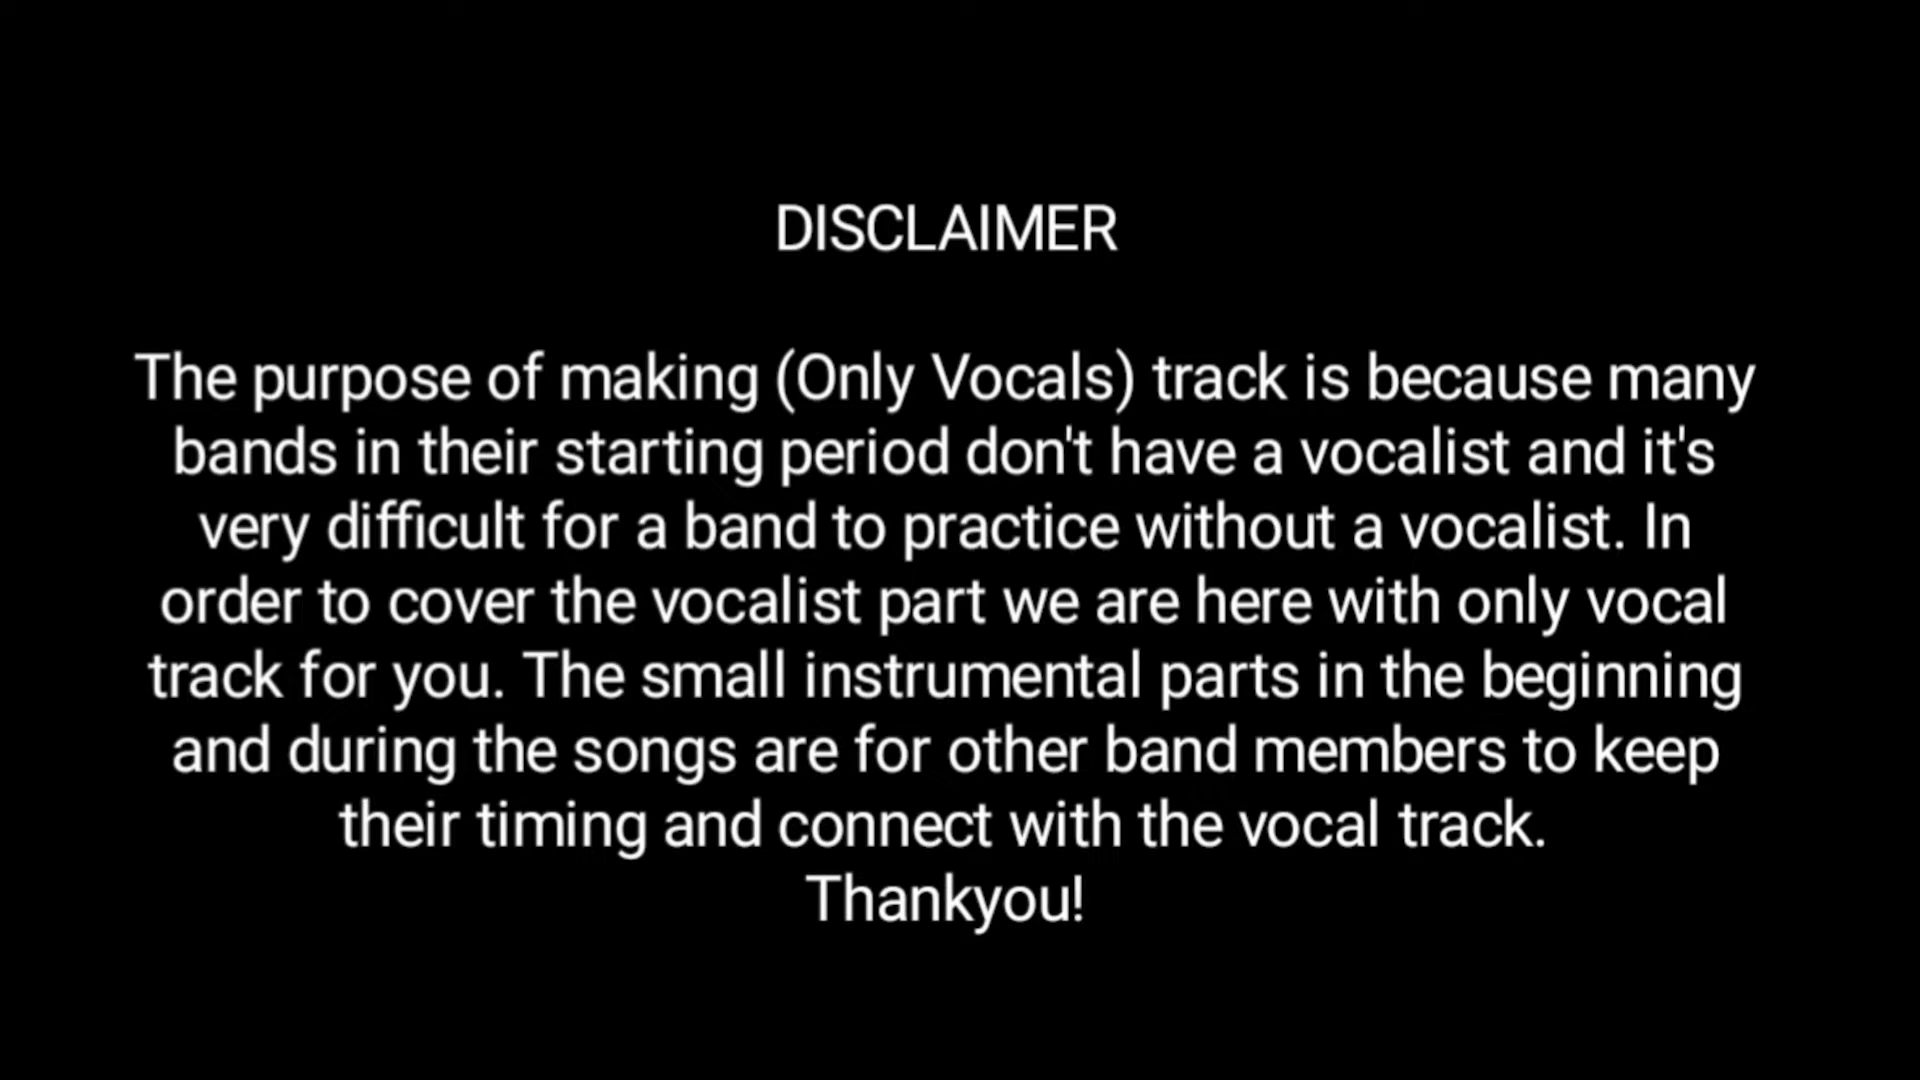 DISCLAIMER
The purpose of making (Only Vocals) track is because many
bands in their starting period don't have a vocalist and it's
very difficult for a band to practice without a vocalist. In
order to cover the vocalist part we are here with only vocal
track for you. The small instrumental parts in the beginning
and during the songs are for other band members to keep
their timing and connect with the vocal track.
Thankyou!